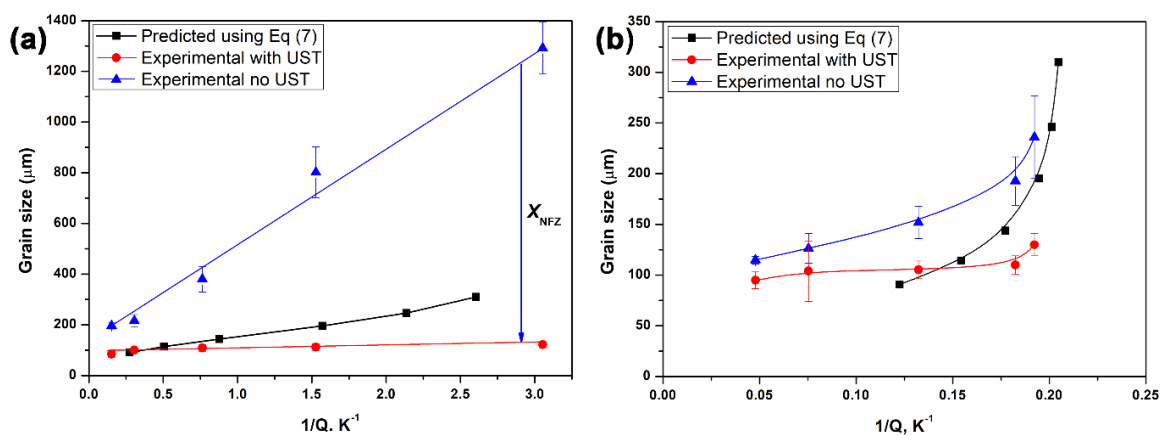 (a)
Predicted using Eq (7)
Experimental with UST
Experimental no UST
Grain size (μm)
1400
1200
1000
800
600
400
200
0
X_NFZ
0.0 0.5 1.0 1.5 2.0 2.5 3.0
1/Q. K⁻¹
(b)
Predicted using Eq (7)
Experimental with UST
Experimental no UST
Grain size (μm)
350
300
250
200
150
100
50
0
0.00 0.05 0.10 0.15 0.20 0.25
1/Q, K⁻¹